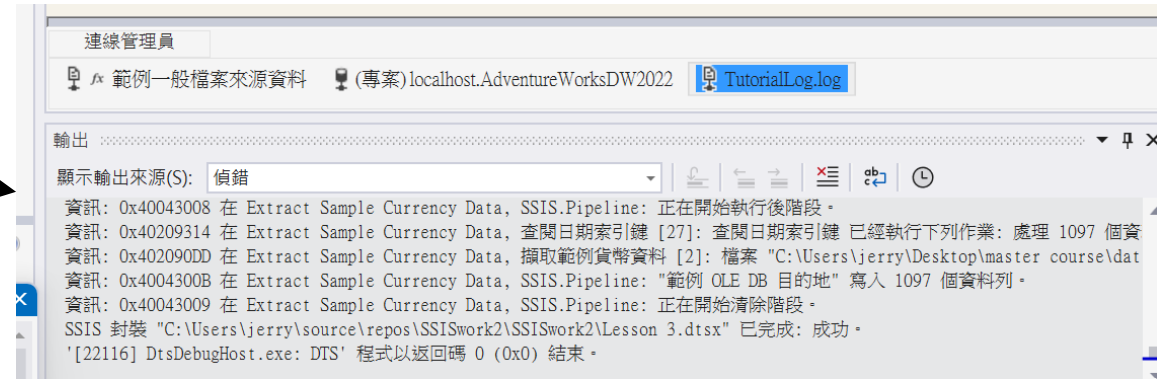 連線管理員
fx 範例一般檔案來源資料 (專案)localhost.AdventureWorksDW2022 TutorialLog.log
輸出
顯示輸出來源(S): 偵錯
資訊: 0x40043008 在 Extract Sample Currency Data, SSIS.Pipeline: 正在開始執行後階段。
資訊: 0x40209314 在 Extract Sample Currency Data, 查閱日期索引鍵 [27]: 查閱日期索引鍵 已經執行下列作業: 處理 1097 個資
資訊: 0x402090DD 在 Extract Sample Currency Data, 擷取範例貨幣資料 [2]: 檔案 "C:\Users\jerry\Desktop\master course\dat
資訊: 0x4004300B 在 Extract Sample Currency Data, SSIS.Pipeline: "範例 OLE DB 目的地" 寫入 1097 個資料列。
資訊: 0x40043009 在 Extract Sample Currency Data, SSIS.Pipeline: 正在開始清除階段。
SSIS 封裝 "C:\Users\jerry\source\repos\SSISwork2\SSISwork2\Lesson 3.dtsx" 已完成: 成功。
'[22116] DtsDebugHost.exe: DTS' 程式以返回碼 0 (0x0) 結束。